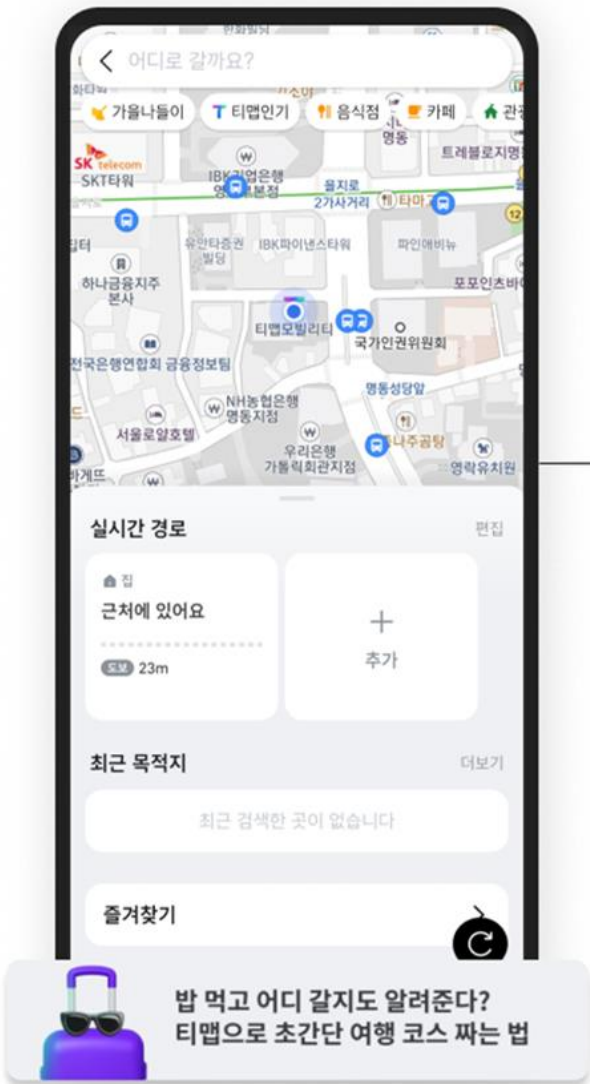 어디로 갈까요?
가을나들이
티맵인기
음식점
카페
명동
트레블로지명
SK telecom
SKT타워
IBK기업은행
을지로
2가사거리
12
유안타증권
빌딩
IBK파이낸스타워
파인애비뉴
하나금융지주
본사
포포인츠바
티맵모빌리티
국가인권위원회
전국은행연합회 금융정보팀
명동성당앞
NH농협은행
명동지점
서울로얄호텔
우리은행
가톨릭회관지점
나주곰탕
영락유치원
실시간 경로
편집
집
근처에 있어요
도보 23m
추가
최근 목적지
더보기
최근 검색한 곳이 없습니다
즐겨찾기
밥 먹고 어디 갈지도 알려준다?
티맵으로 초간단 여행 코스 짜는 법